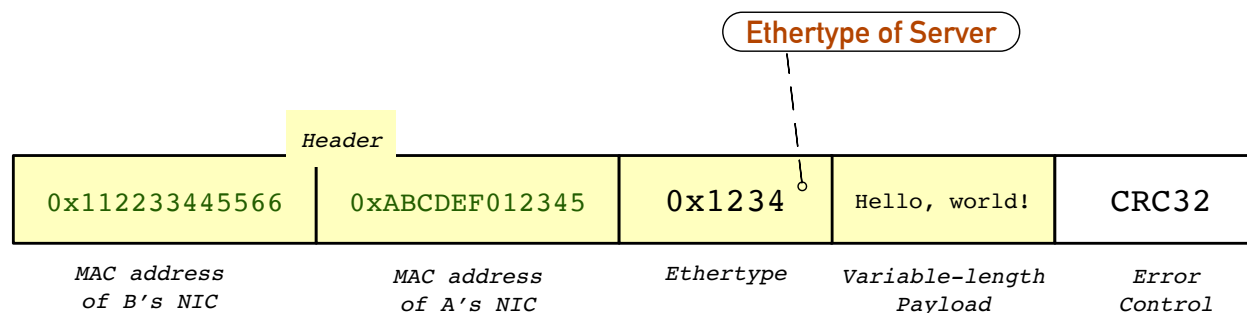 Ethertype of Server
Header
0x112233445566 0xABCDEF012345 0x1234 Hello, world! CRC32
MAC address MAC address Ethertype Variable-length Error
of B's NIC of A's NIC Payload Control